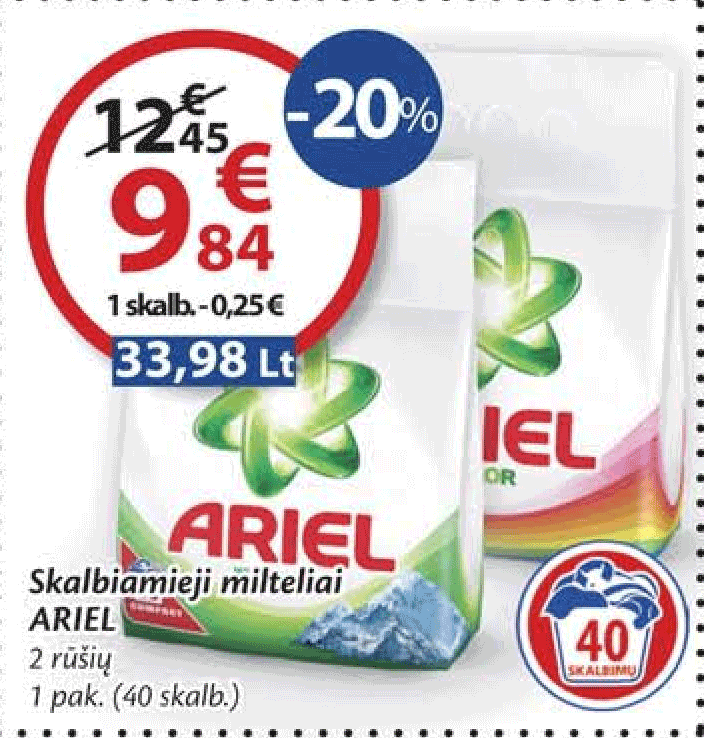 12 45 €
-20%
9 84 €
1 skalb. - 0,25 €
33,98 Lt
ARIEL
IEL
OR
Skalbiamieji milteliai
ARIEL
2 rūšių
1 pak. (40 skalb.)
40
SKALBIMŲ